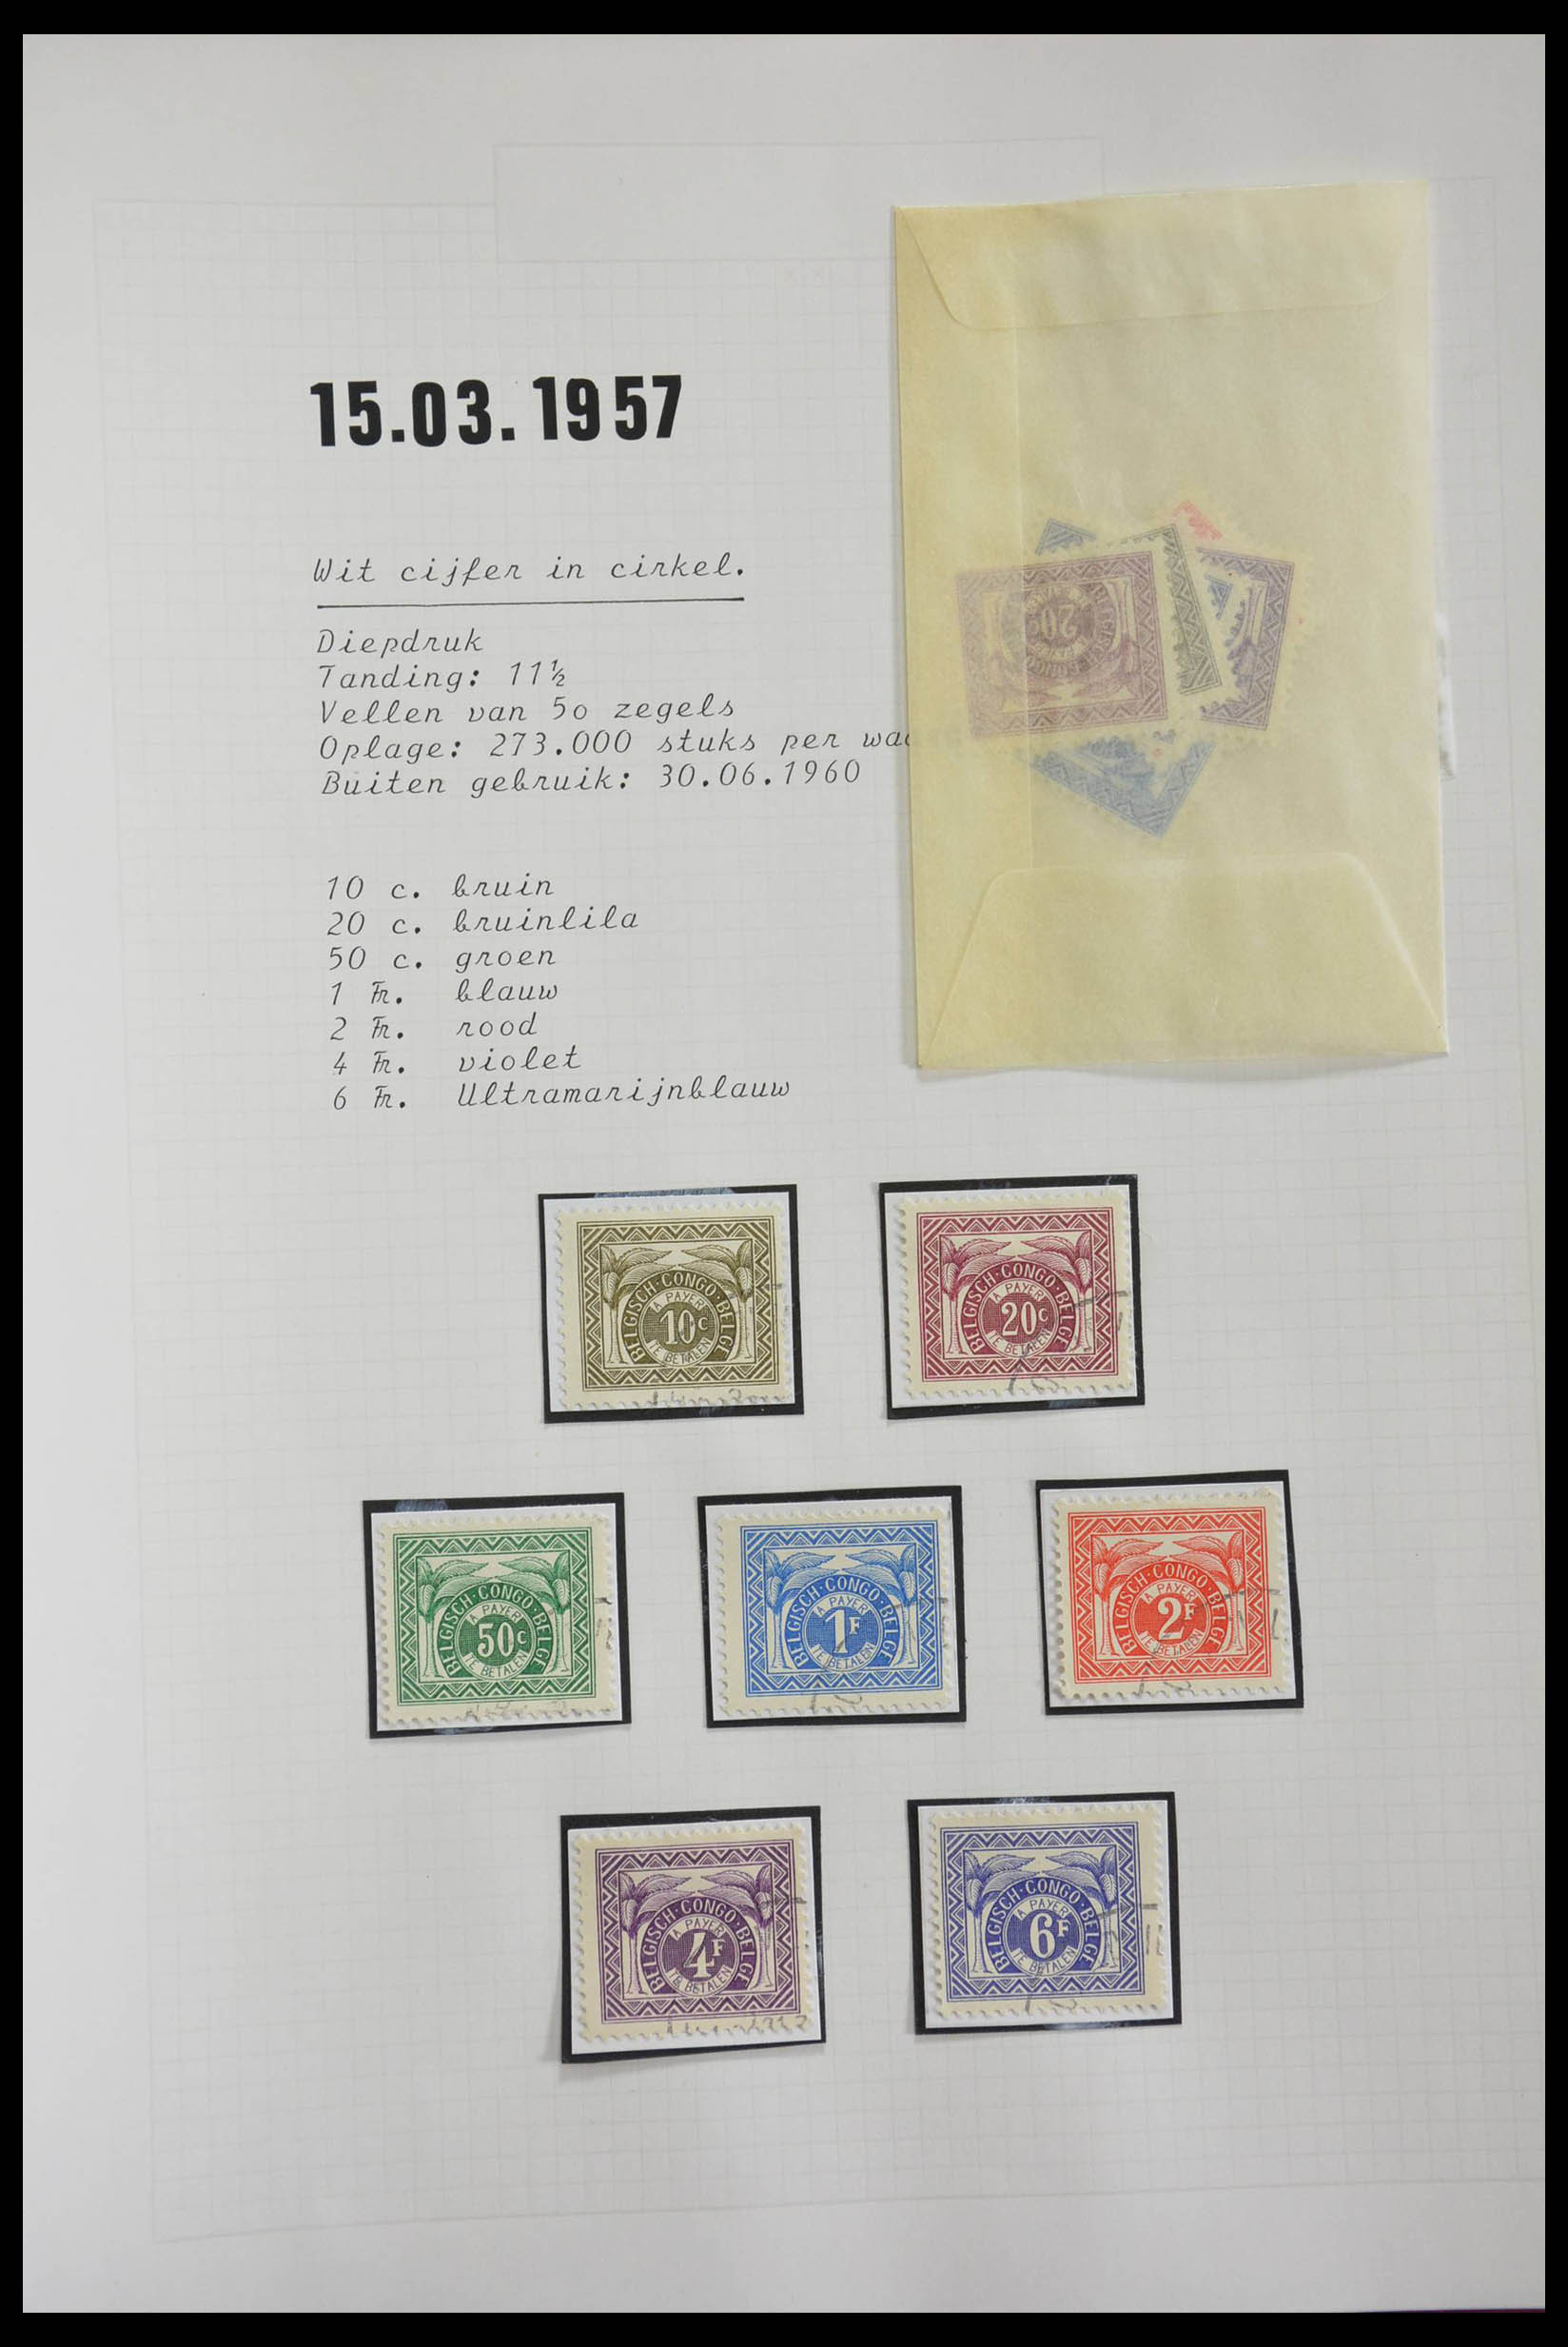 15.03.1957
Wit cijfer in cirkel.
Diepdruk
Tanding: 11½
Vellen van 5o zegels
Oplage: 273.000 stuks per
Buiten gebruik: 30.06.1960
10 c. bruin
20 c. bruinlila
50 c. groen
1 Fr. blauw
2 Fr. rood
4 Fr. violet
6 Fr. Ultramarijnblauw
BELGISCH·CONGO·BELGE
A PAYER
10c
TE BETALEN
BELGISCH·CONGO·BELGE
A PAYER
20c
TE BETALEN
BELGISCH·CONGO·BELGE
A PAYER
50c
TE BETALEN
BELGISCH·CONGO·BELGE
A PAYER
1F
TE BETALEN
BELGISCH·CONGO·BELGE
A PAYER
2F
TE BETALEN
BELGISCH·CONGO·BELGE
A PAYER
4F
TE BETALEN
BELGISCH·CONGO·BELGE
A PAYER
6F
TE BETALEN